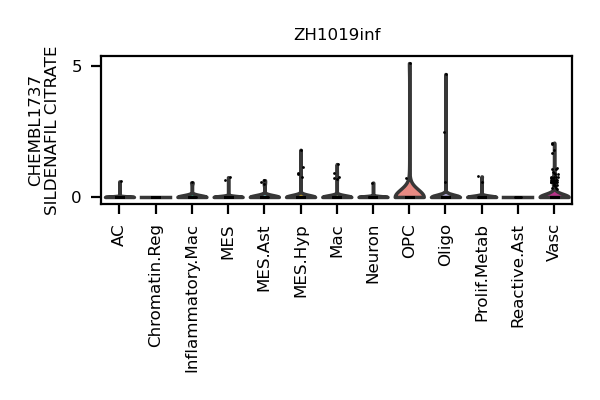 ZH1019inf
CHEMBL1737
SILDENAFIL CITRATE
5
0
AC
Chromatin.Reg
Inflammatory.Mac
MES
MES.Ast
MES.Hyp
Mac
Neuron
OPC
Oligo
Prolif.Metab
Reactive.Ast
Vasc